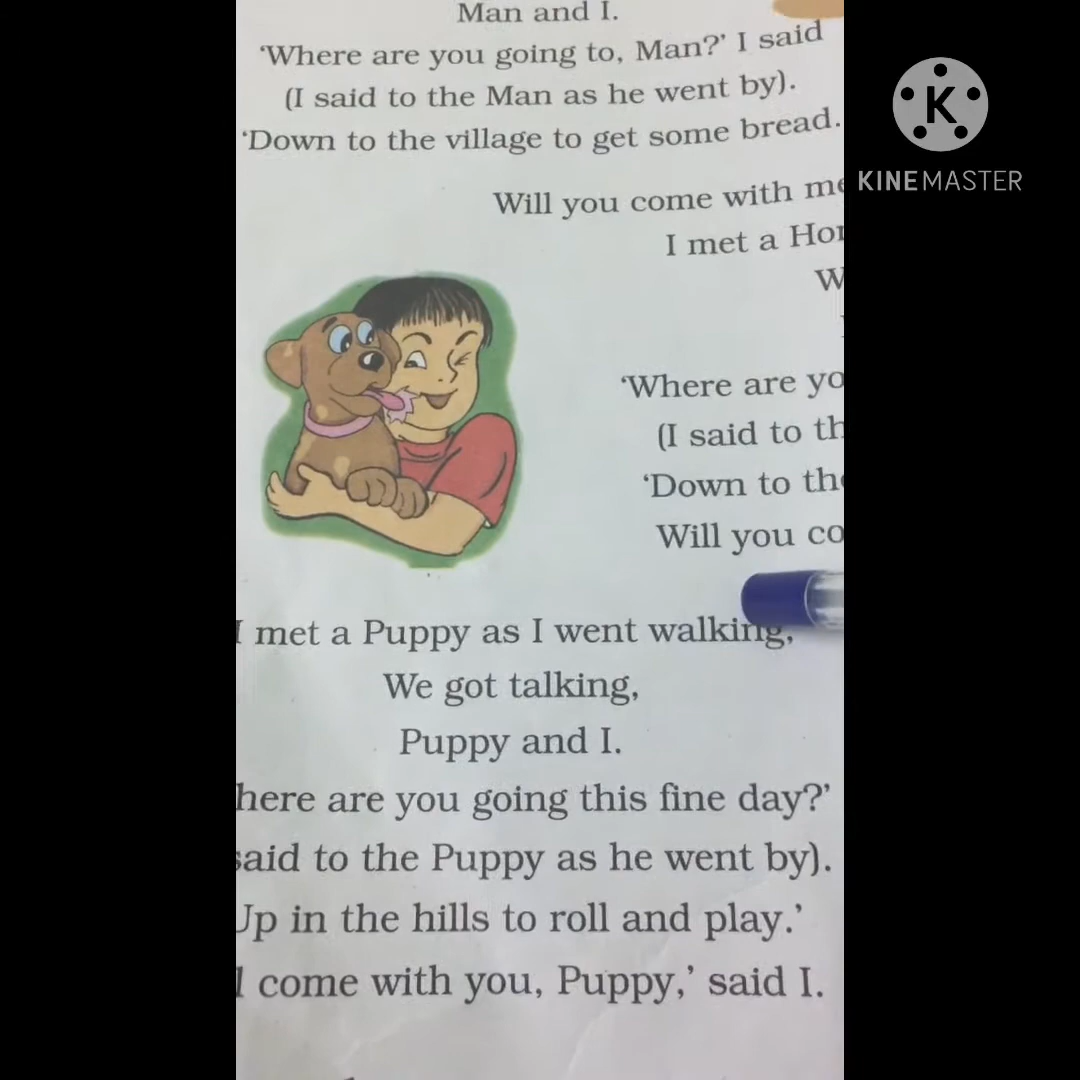 Man and I.
‘Where are you going to, Man?’ I said
(I said to the Man as he went by).
‘Down to the village to get some bread.
Will you come with me
I met a
‘Where are
(I said to
‘Down to
Will you
I met a Puppy as I went walking,
We got talking,
Puppy and I.
here are you going this fine day?’
said to the Puppy as he went by).
Up in the hills to roll and play.’
come with you, Puppy,’ said I.
K
KINEMASTER